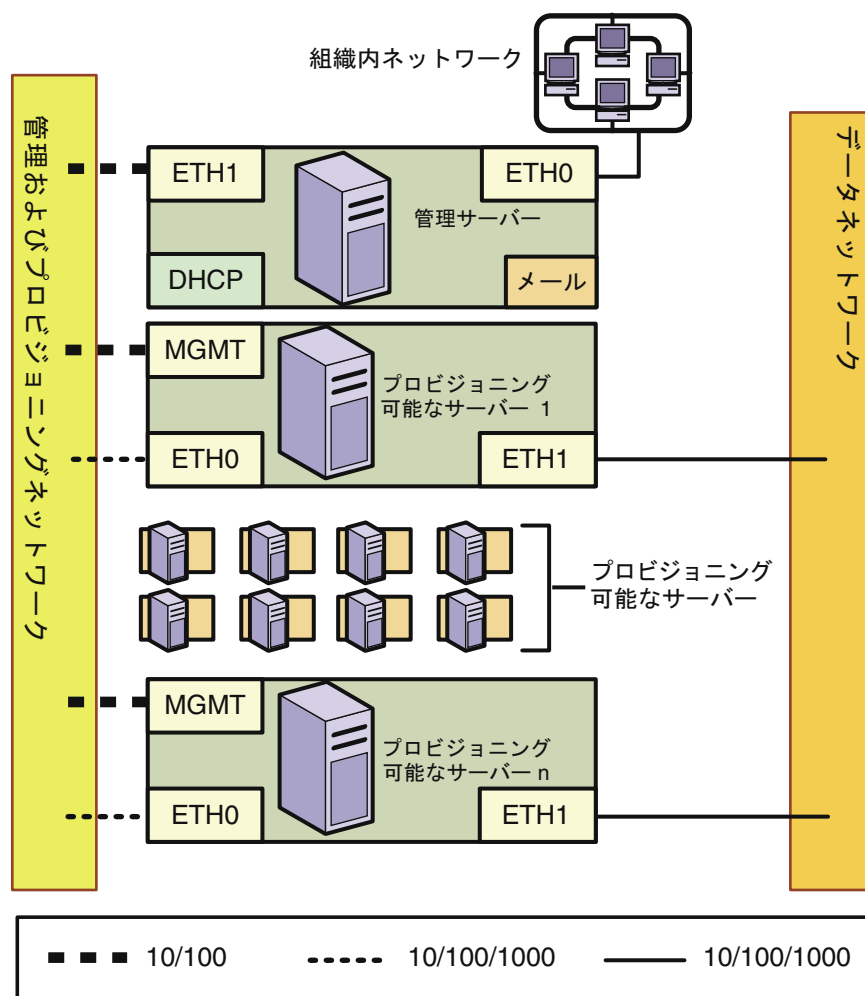 組織内ネットワーク
管理およびプロビジョニングネットワーク
データネットワーク
ETH1
ETH0
管理サーバー
DHCP
メール
MGMT
プロビジョニング
可能なサーバー 1
ETH0
ETH1
プロビジョニング
可能なサーバー
MGMT
プロビジョニング
可能なサーバー n
ETH0
ETH1
10/100
10/100/1000
10/100/1000